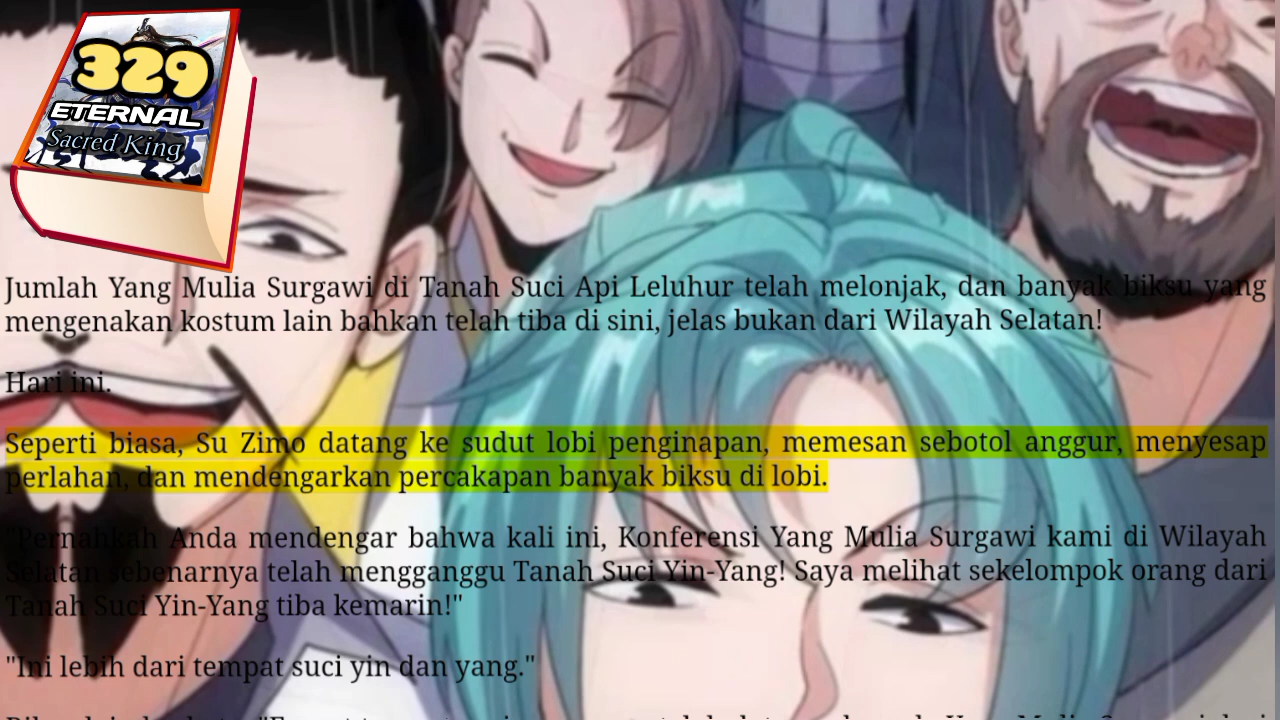 329
ETERNAL
Sacred King
Jumlah Yang Mulia Surgawi di Tanah Suci Api Leluhur telah melonjak, dan banyak biksu yang
mengenakan kostum lain bahkan telah tiba di sini, jelas bukan dari Wilayah Selatan!
Hari ini.
Seperti biasa, Su Zimo datang ke sudut lobi penginapan, memesan sebotol anggur, menyesap
perlahan, dan mendengarkan percakapan banyak biksu di lobi.
"Pernahkah Anda mendengar bahwa kali ini, Konferensi Yang Mulia Surgawi kami di Wilayah
Selatan sebenarnya telah mengganggu Tanah Suci Yin-Yang! Saya melihat sekelompok orang dari
Tanah Suci Yin-Yang tiba kemarin!"
"Ini lebih dari tempat suci yin dan yang."